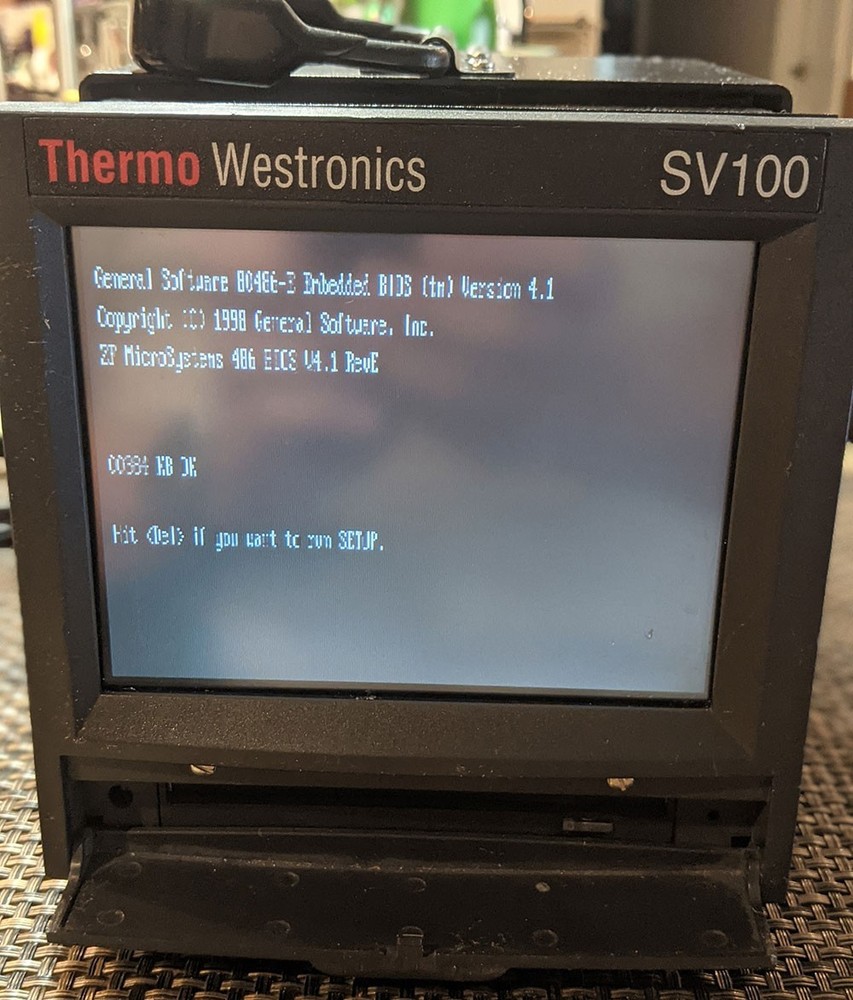 Thermo Westronics SV100
General Software 80486-E Embedded BIOS (tm) Version 4.1
Copyright (C) 1998 General Software, Inc.
ZF MicroSystems 486 BIOS V4.1 RevE
00384 KB OK
Hit <Del> if you want to run SETUP.